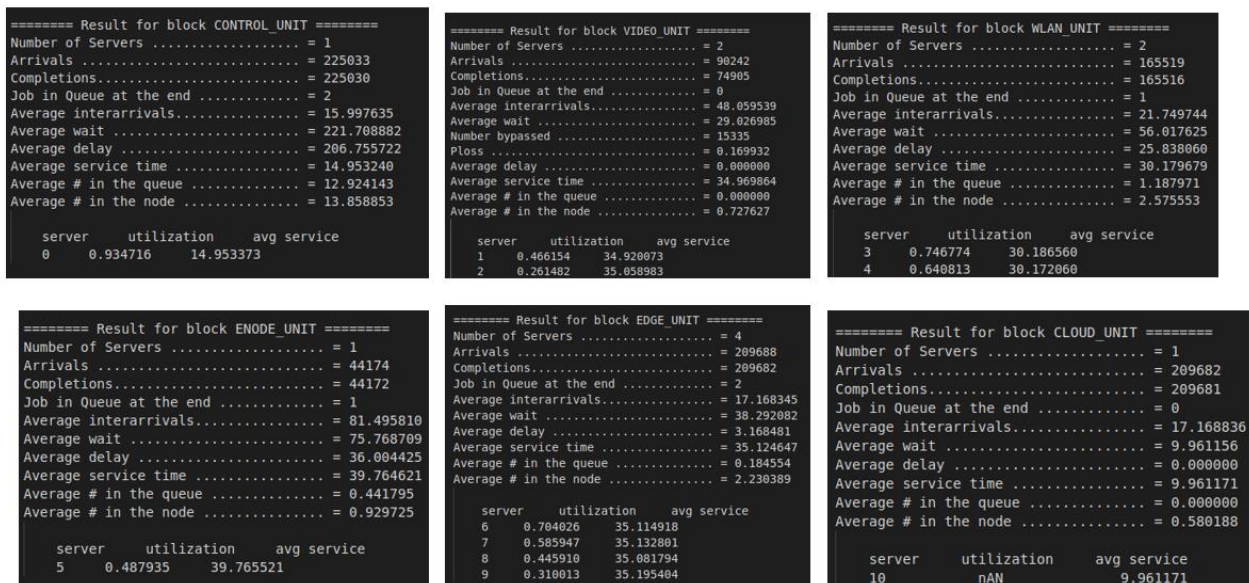 ======== Result for block CONTROL_UNIT ========
Number of Servers ................... = 1
Arrivals ............................ = 225033
Completions.......................... = 225030
Job in Queue at the end ............. = 2
Average interarrivals................ = 15.997635
Average wait ........................ = 221.708882
Average delay ....................... = 206.755722
Average service time ................ = 14.953240
Average # in the queue .............. = 12.924143
Average # in the node ............... = 13.858853
server utilization avg service
0 0.934716 14.953373
======== Result for block VIDEO_UNIT ========
Number of Servers ................... = 2
Arrivals ............................ = 90242
Completions.......................... = 74905
Job in Queue at the end ............. = 0
Average interarrivals................ = 48.059539
Average wait ........................ = 29.026985
Number bypassed ..................... = 15335
Ploss ............................... = 0.169932
Average delay ....................... = 0.000000
Average service time ................ = 34.969864
Average # in the queue .............. = 0.000000
Average # in the node ............... = 0.727627
server utilization avg service
1 0.466154 34.920073
2 0.261482 35.058983
======== Result for block WLAN_UNIT ========
Number of Servers ................... = 2
Arrivals ............................ = 165519
Completions.......................... = 165516
Job in Queue at the end ............. = 1
Average interarrivals................ = 21.749744
Average wait ........................ = 56.017625
Average delay ....................... = 25.838060
Average service time ................ = 30.179679
Average # in the queue .............. = 1.187971
Average # in the node ............... = 2.575553
server utilization avg service
3 0.746774 30.186560
4 0.640813 30.172060
======== Result for block ENODE_UNIT ========
Number of Servers ................... = 1
Arrivals ............................ = 44174
Completions.......................... = 44172
Job in Queue at the end ............. = 1
Average interarrivals................ = 81.495810
Average wait ........................ = 75.768709
Average delay ....................... = 36.004425
Average service time ................ = 39.764621
Average # in the queue .............. = 0.441795
Average # in the node ............... = 0.929725
server utilization avg service
5 0.487935 39.765521
======== Result for block EDGE_UNIT ========
Number of Servers ................... = 4
Arrivals ............................ = 209688
Completions.......................... = 209682
Job in Queue at the end ............. = 2
Average interarrivals................ = 17.168345
Average wait ........................ = 38.292082
Average delay ....................... = 3.168481
Average service time ................ = 35.124647
Average # in the queue .............. = 0.184554
Average # in the node ............... = 2.230389
server utilization avg service
6 0.704026 35.114918
7 0.585947 35.132801
8 0.445910 35.081794
9 0.310013 35.195404
======== Result for block CLOUD_UNIT ========
Number of Servers ................... = 1
Arrivals ............................ = 209682
Completions.......................... = 209681
Job in Queue at the end ............. = 0
Average interarrivals................ = 17.168836
Average wait ........................ = 9.961156
Average delay ....................... = 0.000000
Average service time ................ = 9.961171
Average # in the queue .............. = 0.000000
Average # in the node ............... = 0.580188
server utilization avg service
10 nAN 9.961171